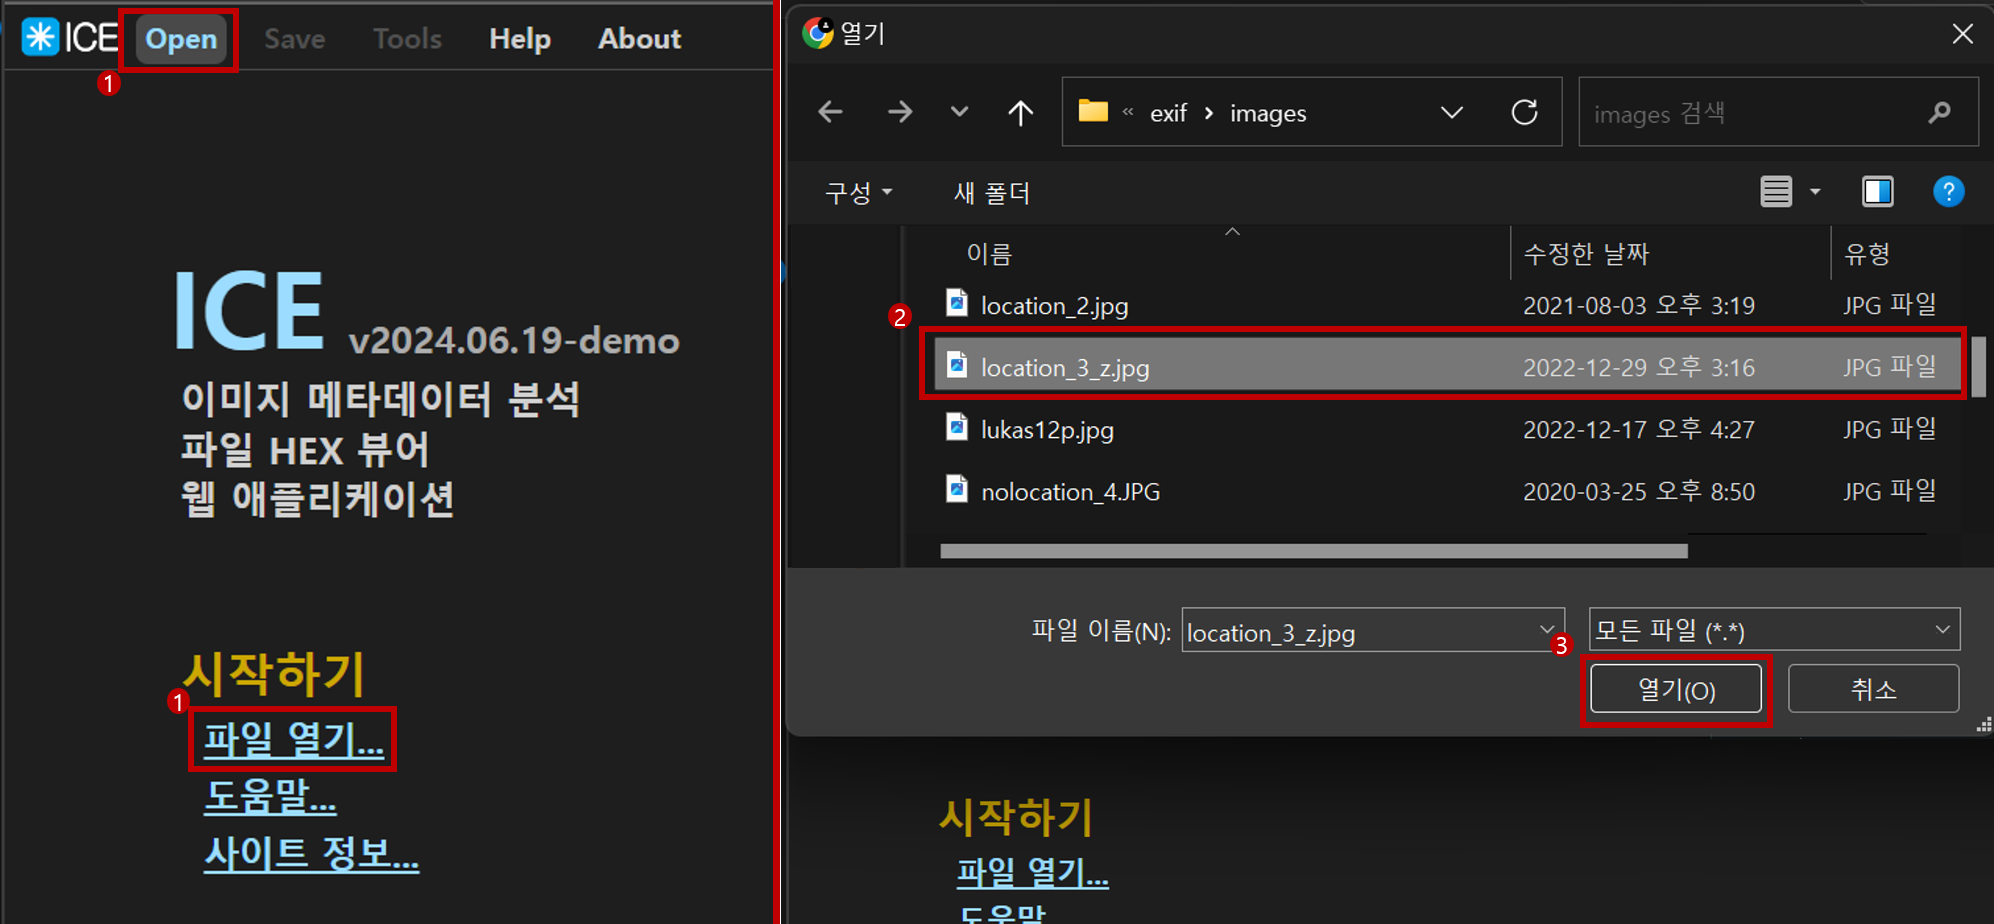 ICE Open Save Tools Help About
1
ICE v2024.06.19-demo
이미지 메타데이터 분석
파일 HEX 뷰어
웹 애플리케이션
시작하기
1
파일 열기...
도움말...
사이트 정보...
열기
« exif › images
images 검색
구성
새 폴더
?
이름 수정한 날짜 유형
location_2.jpg 2021-08-03 오후 3:19 JPG 파일
2
location_3_z.jpg 2022-12-29 오후 3:16 JPG 파일
lukas12p.jpg 2022-12-17 오후 4:27 JPG 파일
nolocation_4.JPG 2020-03-25 오후 8:50 JPG 파일
파일 이름(N): location_3_z.jpg 모든 파일 (*.*)
3
열기(O) 취소
시작하기
파일 열기...
도움말